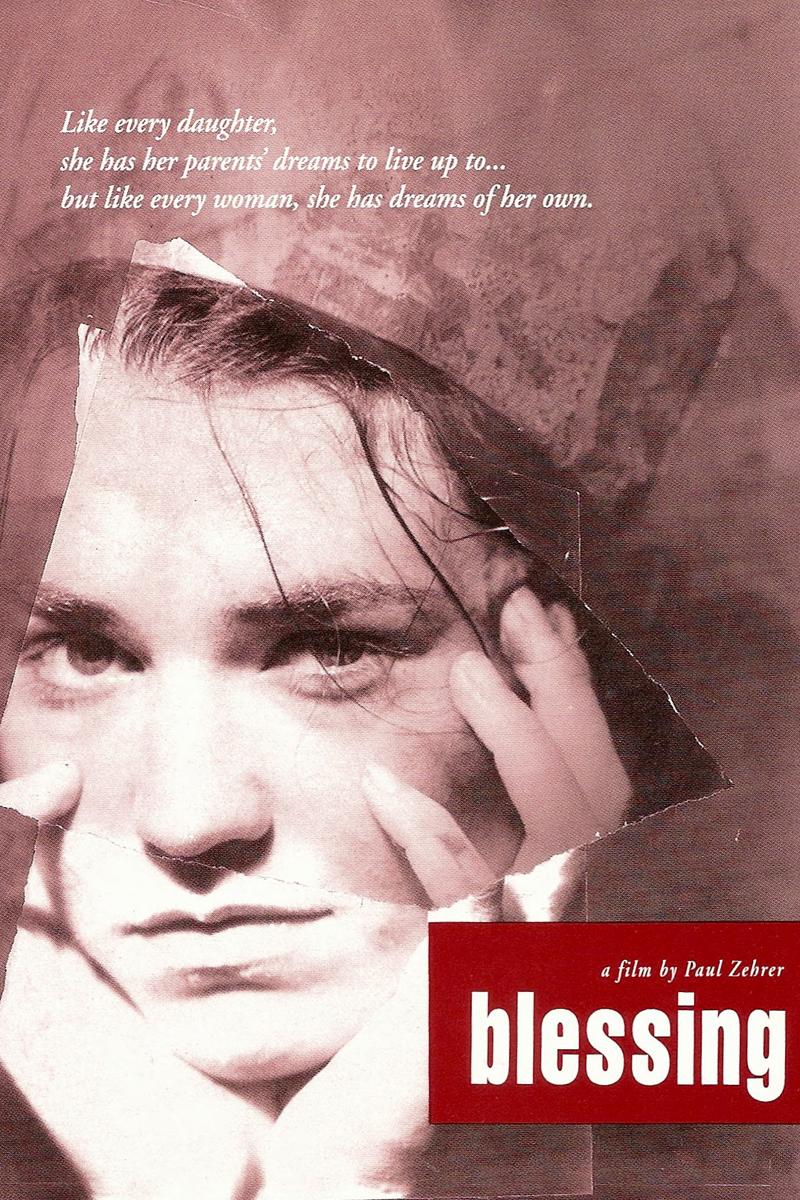 Like every daughter,
she has her parents' dreams to live up to...
but like every woman, she has dreams of her own.
a film by Paul Zehrer
blessing